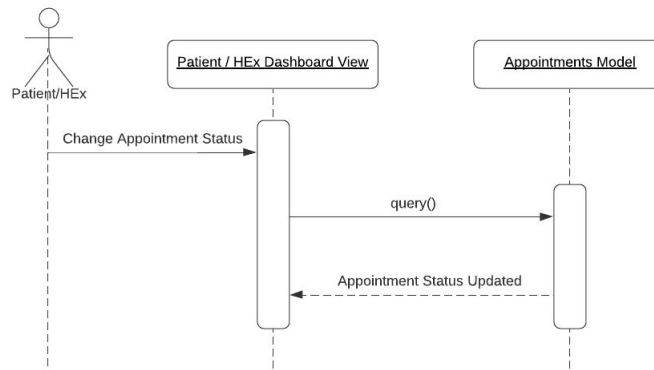 Patient/HEx
Patient / HEx Dashboard View
Appointments Model
Change Appointment Status
query()
Appointment Status Updated